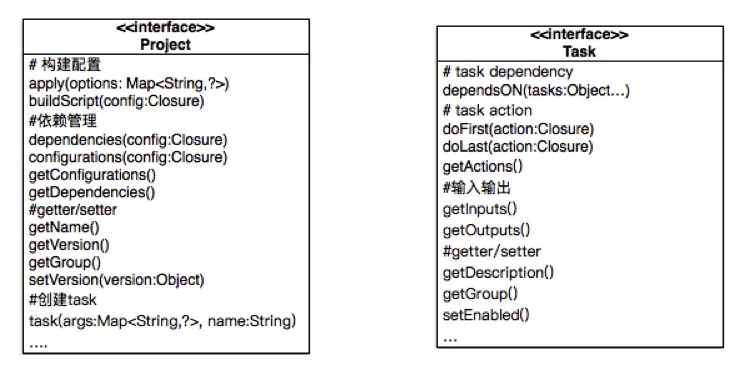 <<interface>>
Project
# 构建配置
apply(options: Map<String,?>)
buildScript(config:Closure)
#依赖管理
dependencies(config:Closure)
configurations(config:Closure)
getConfigurations()
getDependencies()
#getter/setter
getName()
getVersion()
getGroup()
setVersion(version:Object)
#创建task
task(args:Map<String,?>, name:String)
....
<<interface>>
Task
# task dependency
dependsON(tasks:Object...)
# task action
doFirst(action:Closure)
doLast(action:Closure)
getActions()
#输入输出
getInputs()
getOutputs()
#getter/setter
getDescription()
getGroup()
setEnabled()
...